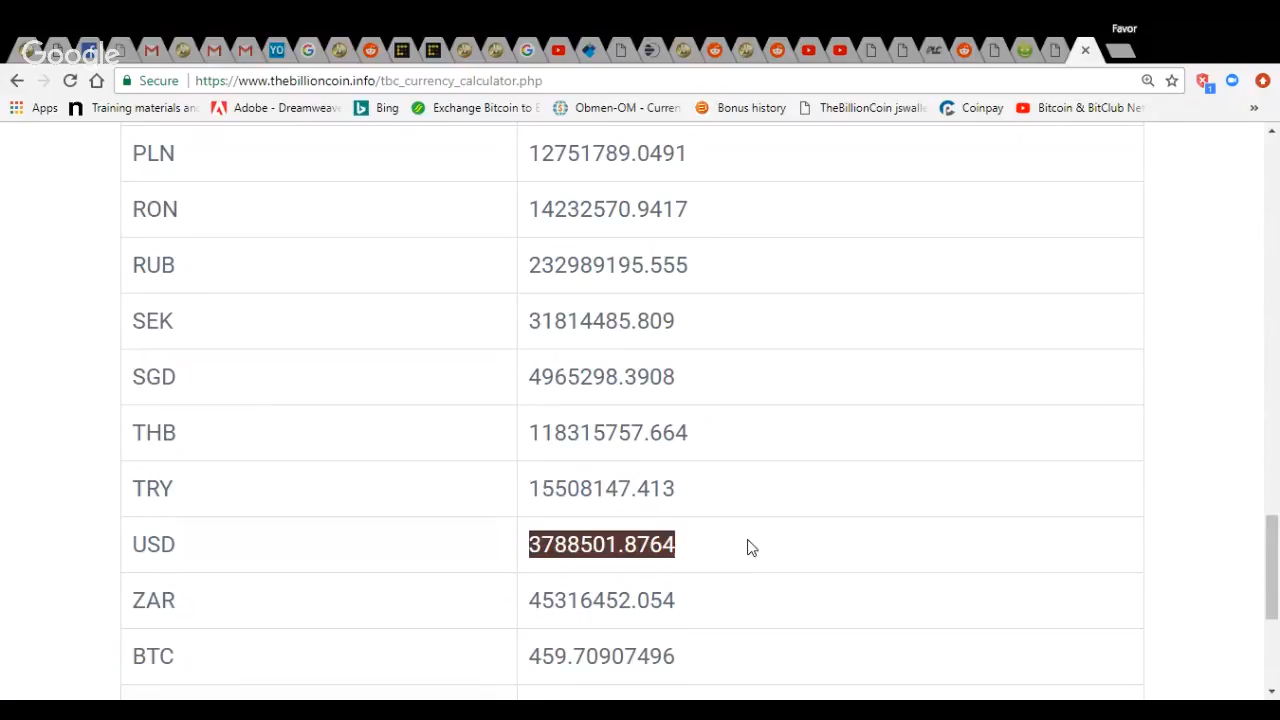 Favor
Google
Secure https://www.thebillioncoin.info/tbc_currency_calculator.php
Apps Training materials an Adobe - Dreamweave Bing Exchange Bitcoin to E Obmen-OM - Curren Bonus history TheBillionCoin jswalle Coinpay Bitcoin & BitClub Ne »
PLN 12751789.0491
RON 14232570.9417
RUB 232989195.555
SEK 31814485.809
SGD 4965298.3908
THB 118315757.664
TRY 15508147.413
USD 3788501.8764
ZAR 45316452.054
BTC 459.70907496